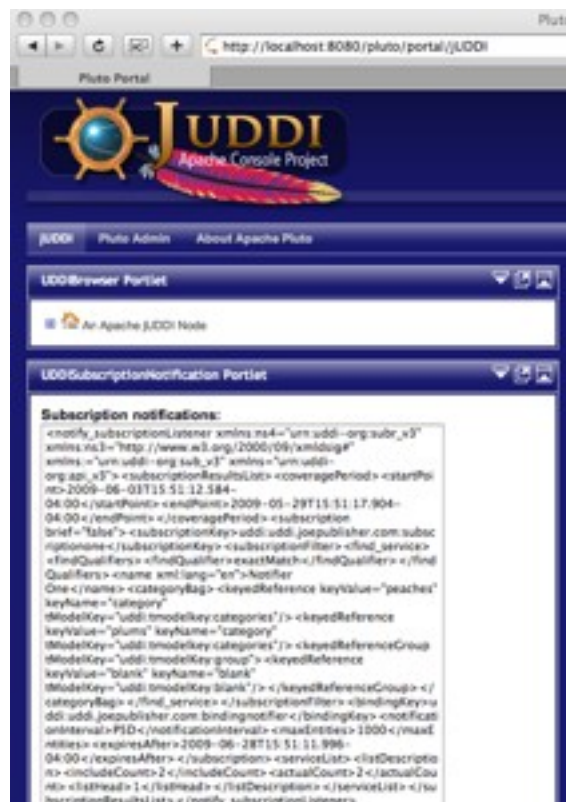 Pluto
http://localhost:8080/pluto/portal/jUDDI
Pluto Portal
JUDDI
Apache Console Project
jUDDI Pluto Admin About Apache Pluto
UDDIBrowser Portlet
An Apache jUDDI Node
UDDISubscriptionNotification Portlet
Subscription notifications:
<notify_subscriptionListener xmlns:ns4="urn:uddi-org:subr_v3"
xmlns:ns3="http://www.w3.org/2000/09/xmldsig#"
xmlns:="urn:uddi-org:sub_v3" xmlns="urn:uddi-
org:api_v3"><subscriptionResultsList><coveragePeriod><startPoi
nt>2009-06-03T15:51:12.584-
04:00</startPoint><endPoint>2009-05-29T15:51:17.904-
04:00</endPoint></coveragePeriod><subscription
brief="false"><subscriptionKey>uddi:uddi.joepublisher.com:subsc
riptionone</subscriptionKey><subscriptionFilter><find_service>
<findQualifiers><findQualifier>exactMatch</findQualifier></find
Qualifiers><name xml:lang="en">Notifier
One</name><categoryBag><keyedReference keyValue="peaches"
keyName="category"
tModelKey="uddi:tmodelkey:categories"/><keyedReference
keyValue="plums" keyName="category"
tModelKey="uddi:tmodelkey:categories"/><keyedReferenceGroup
tModelKey="uddi:tmodelkey:group"><keyedReference
keyValue="blank" keyName="blank"
tModelKey="uddi:tmodelkey:blank"/></keyedReferenceGroup></
categoryBag></find_service></subscriptionFilter><bindingKey>u
ddi:uddi.joepublisher.com:bindingnotifier</bindingKey><notificati
onInterval>P5D</notificationInterval><maxEntities>1000</maxE
ntities><expiresAfter>2009-06-28T15:51:11.996-
04:00</expiresAfter></subscription><serviceList><listDescriptio
n><includeCount>2</includeCount><actualCount>2</actualCou
nt><listHead>1</listHead></listDescription></serviceList></su
bscriptionResultsList></notify_subscriptionListener>